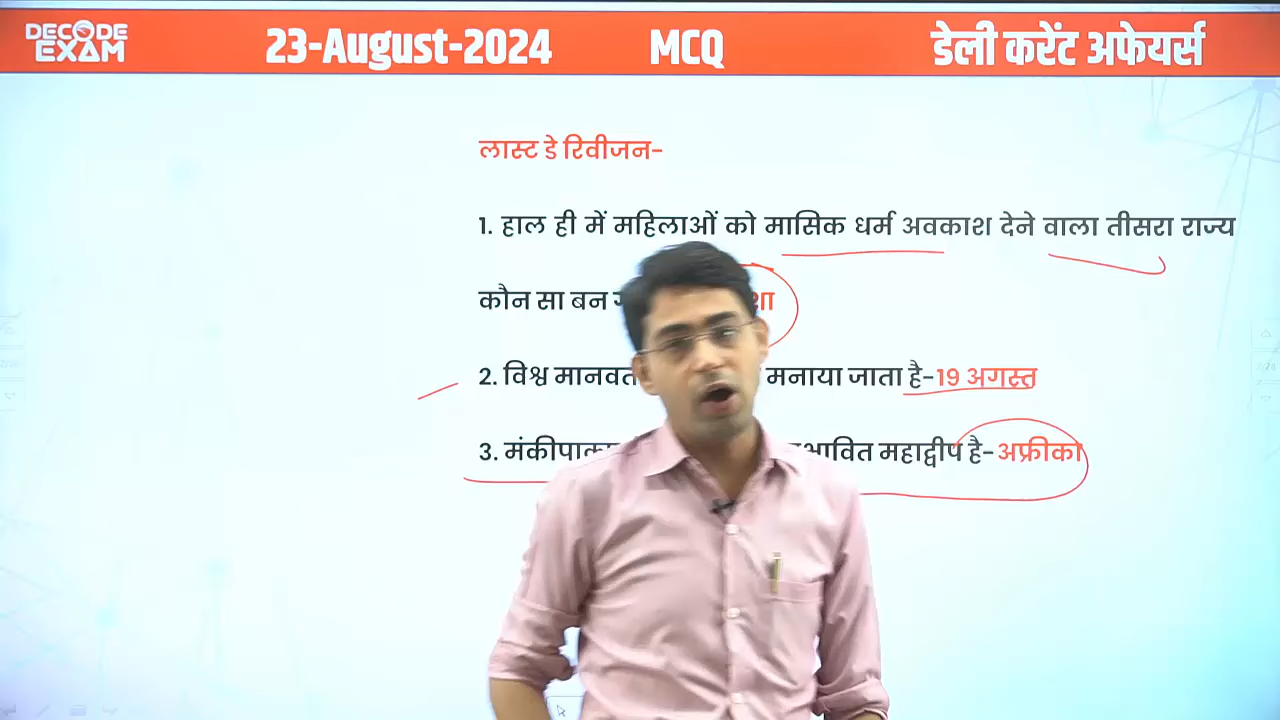 DECODE EXAM
23-August-2024 MCQ डेली करेंट अफेयर्स
लास्ट डे रिवीजन-
1. हाल ही में महिलाओं को मासिक धर्म अवकाश देने वाला तीसरा राज्य
कौन सा बन
2. विश्व मनाया जाता है-19 अगस्त
3. महाद्वीप है-अफ्रीका